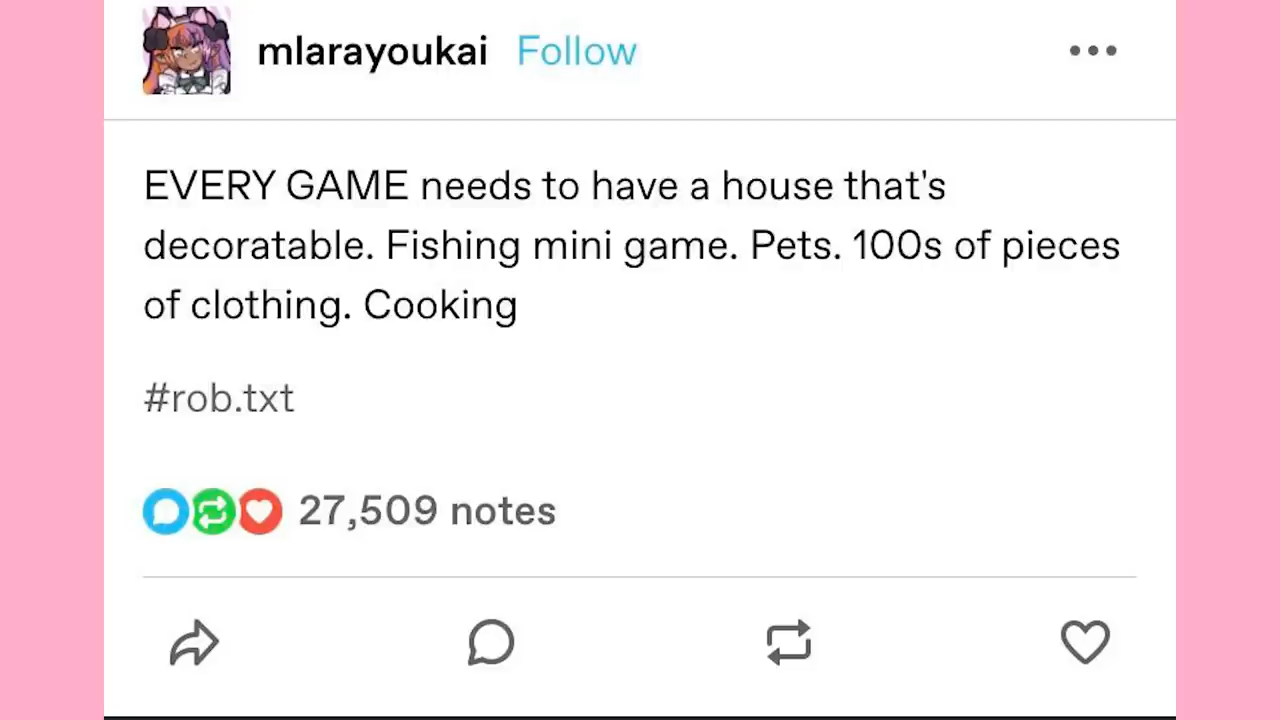 mlarayoukai Follow
EVERY GAME needs to have a house that's
decoratable. Fishing mini game. Pets. 100s of pieces
of clothing. Cooking
#rob.txt
27,509 notes